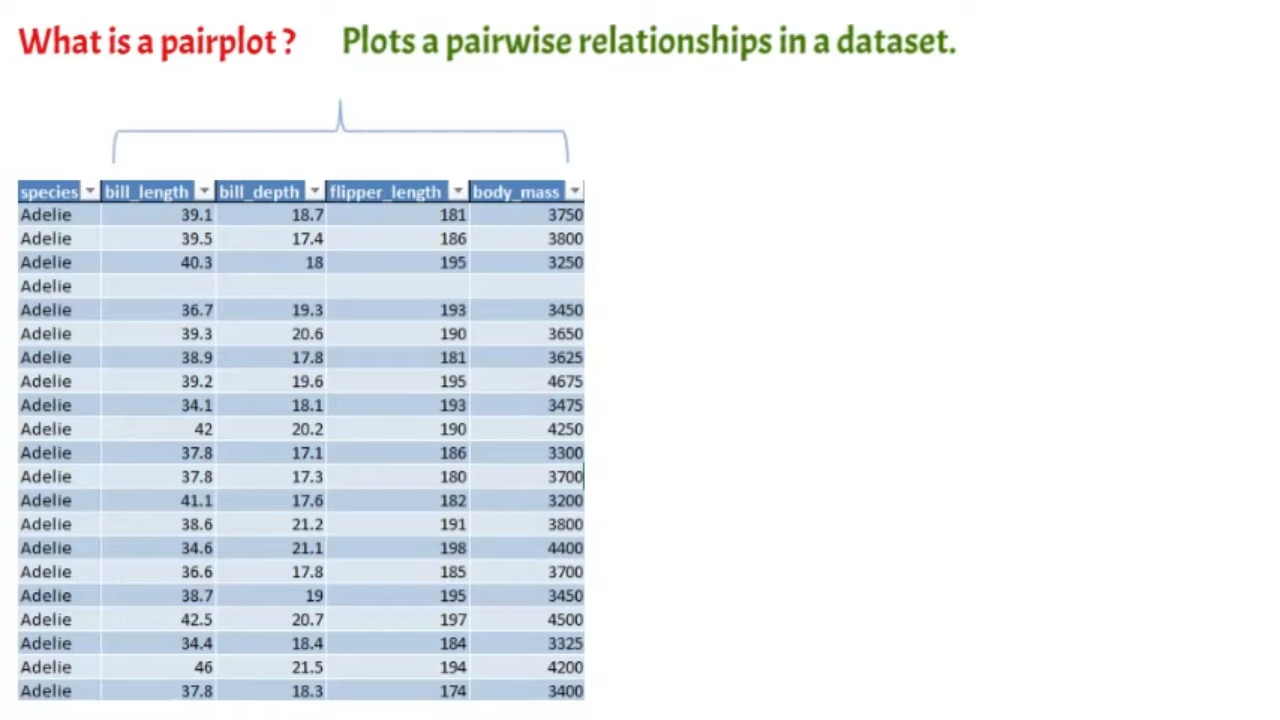 What is a pairplot ? Plots a pairwise relationships in a dataset.
species bill_length bill_depth flipper_length body_mass
Adelie 39.1 18.7 181 3750
Adelie 39.5 17.4 186 3800
Adelie 40.3 18 195 3250
Adelie
Adelie 36.7 19.3 193 3450
Adelie 39.3 20.6 190 3650
Adelie 38.9 17.8 181 3625
Adelie 39.2 19.6 195 4675
Adelie 34.1 18.1 193 3475
Adelie 42 20.2 190 4250
Adelie 37.8 17.1 186 3300
Adelie 37.8 17.3 180 3700
Adelie 41.1 17.6 182 3200
Adelie 38.6 21.2 191 3800
Adelie 34.6 21.1 198 4400
Adelie 36.6 17.8 185 3700
Adelie 38.7 19 195 3450
Adelie 42.5 20.7 197 4500
Adelie 34.4 18.4 184 3325
Adelie 46 21.5 194 4200
Adelie 37.8 18.3 174 3400